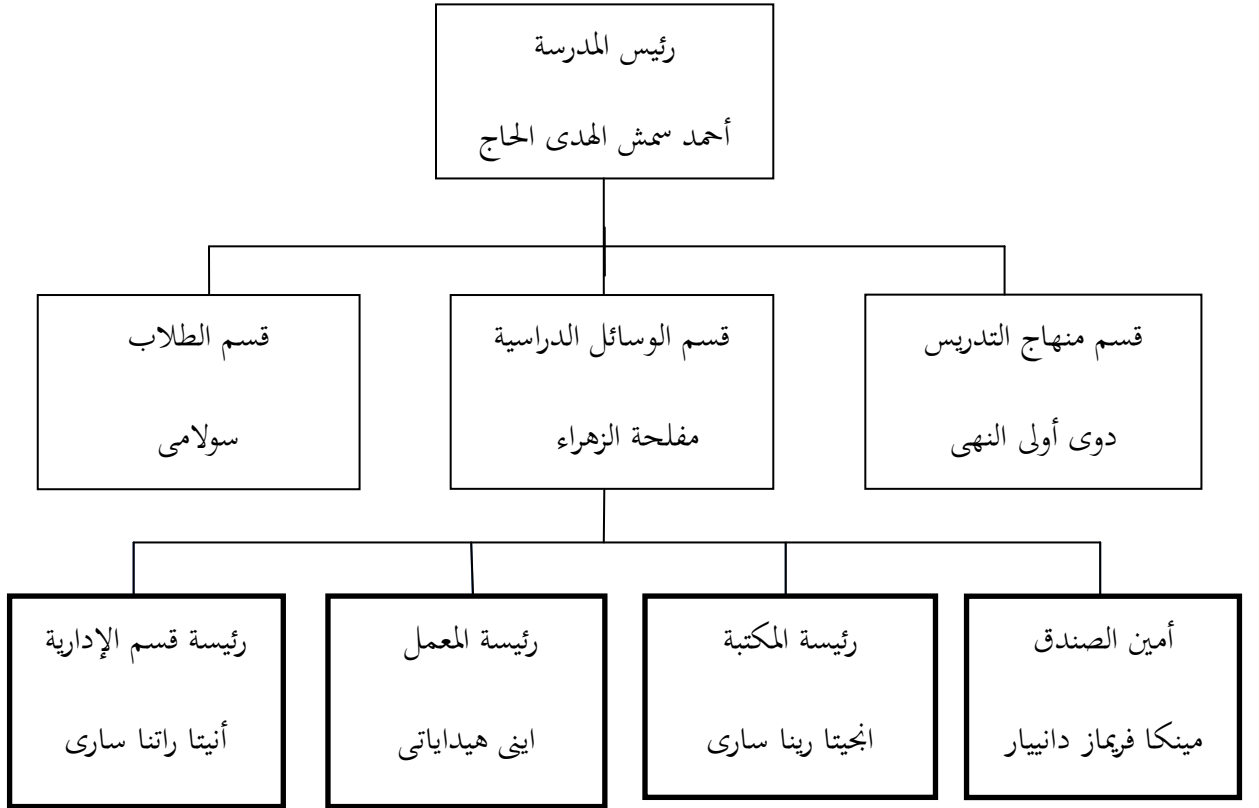 رئيس المدرسة
أحمد سمش الهدى الحاج
قسم منهاج التدريس
دوى أولى النهى
قسم الوسائل الدراسية
مفلحة الزهراء
قسم الطلاب
سولامى
أمين الصندق
مينكا فريماز دانييار
رئيسة المكتبة
انجيتا رينا سارى
رئيسة المعمل
اينى هيداياتى
رئيسة قسم الإدارية
أنيتا راتنا سارى